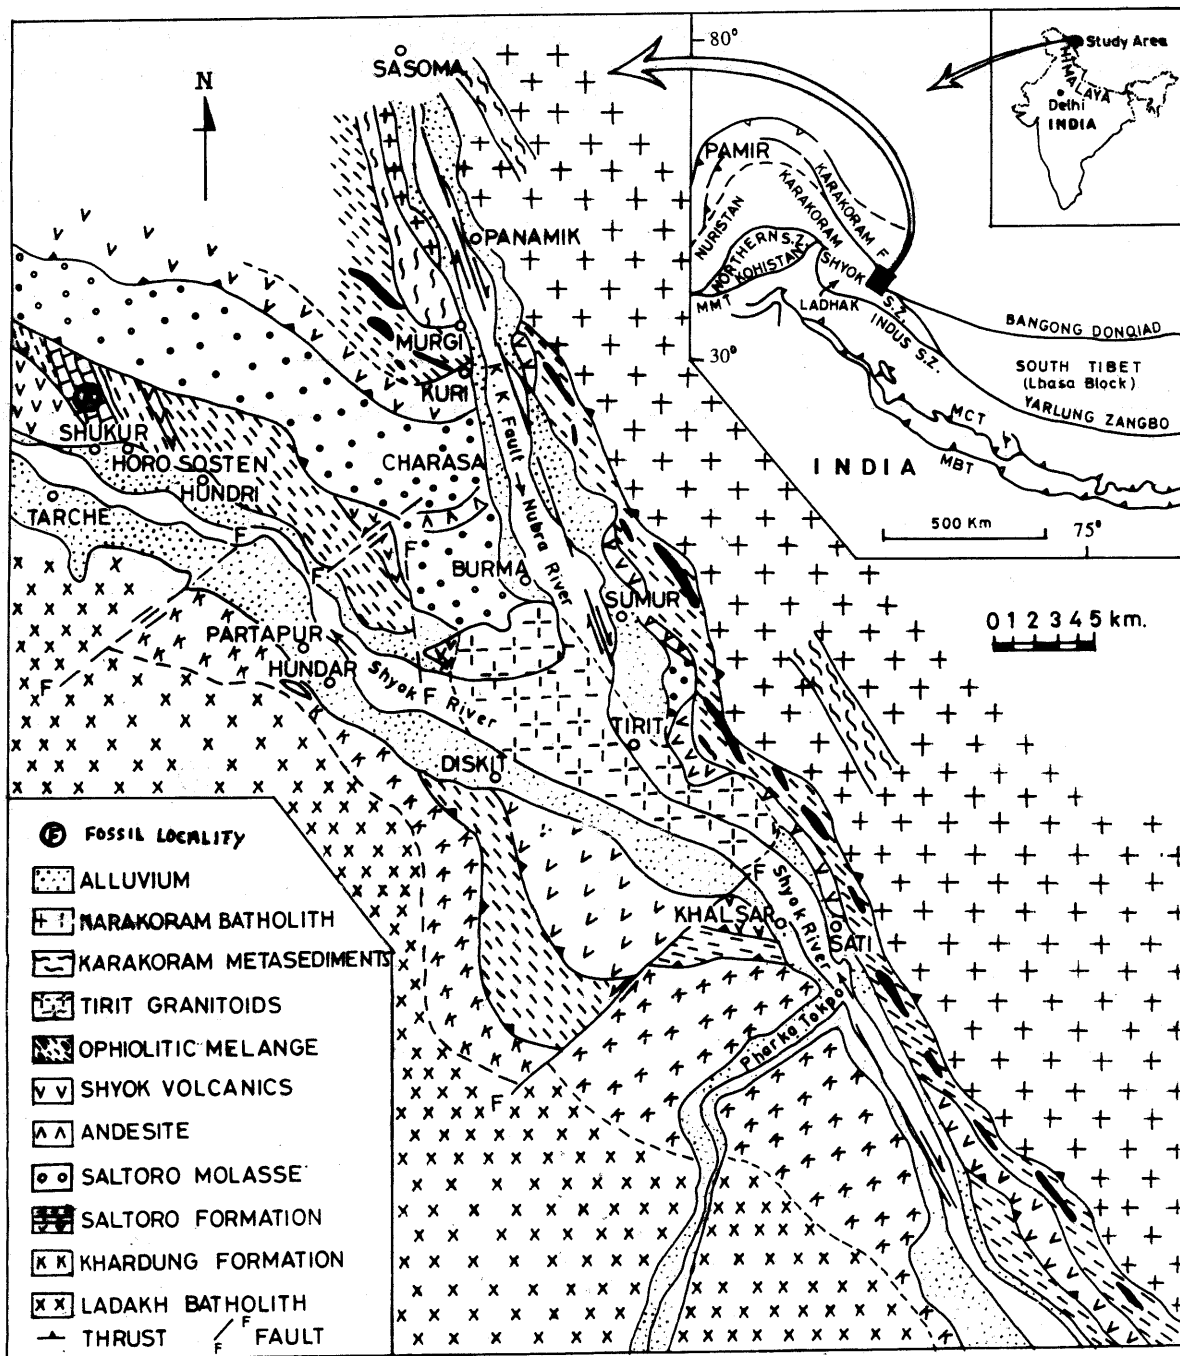 N
SASOMA
PANAMIK
MURGI
KURI
K K Fault
Nubra River
SHUKUR
HORO SOSTEN
HUNDRI
TARCHE
CHARASA
BURMA
SUMUR
PARTAPUR
HUNDAR
Shyok River
TIRIT
DISKIT
KHALSAR
SATI
Shyok River
Pharka Tokpo
F
F
F
F
F
F
F
80°
30°
75°
PAMIR
NURISTAN
KARAKORAM F
KARAKORAM
NORTHERN S.Z.
KOHISTAN
SHYOK S.Z.
MMT
LADHAK
INDUS S.Z.
BANGONG DONQIAD
SOUTH TIBET
(Lhasa Block)
YARLUNG ZANGBO
MCT
MBT
INDIA
500 Km
Study Area
HIMALAYA
Delhi
INDIA
0 1 2 3 4 5 km.
F FOSSIL LOCALITY
ALLUVIUM
NARAKORAM BATHOLITH
KARAKORAM METASEDIMENTS
TIRIT GRANITOIDS
OPHIOLITIC MELANGE
SHYOK VOLCANICS
ANDESITE
SALTORO MOLASSE
SALTORO FORMATION
KHARDUNG FORMATION
LADAKH BATHOLITH
THRUST
F F FAULT